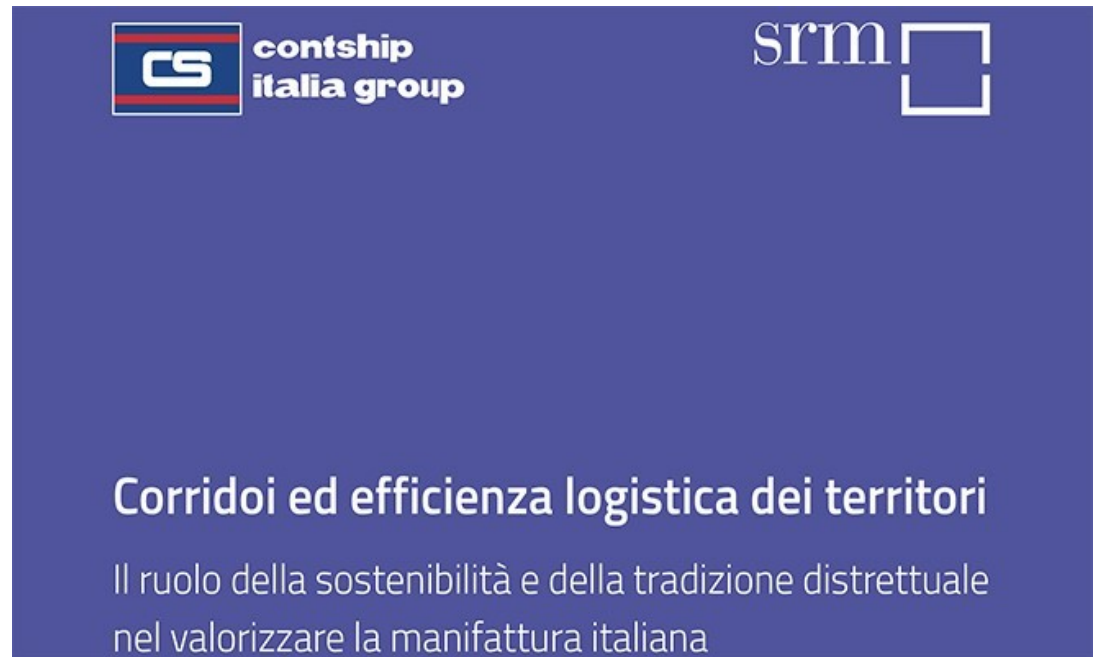 CS
contship
italia group
srm
Corridoi ed efficienza logistica dei territori
Il ruolo della sostenibilità e della tradizione distrettuale
nel valorizzare la manifattura italiana